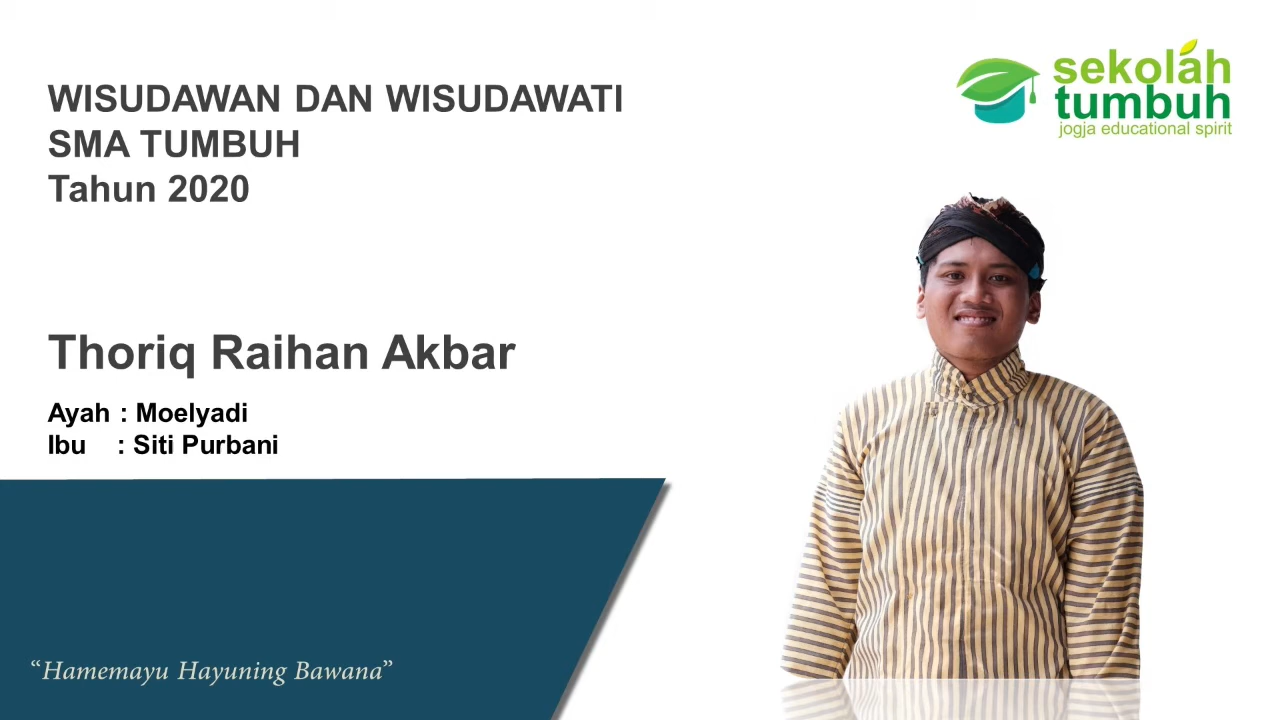 WISUDAWAN DAN WISUDAWATI
SMA TUMBUH
Tahun 2020
sekolah
tumbuh
jogja educational spirit
Thoriq Raihan Akbar
Ayah : Moelyadi
Ibu : Siti Purbani
“Hamemayu Hayuning Bawana”